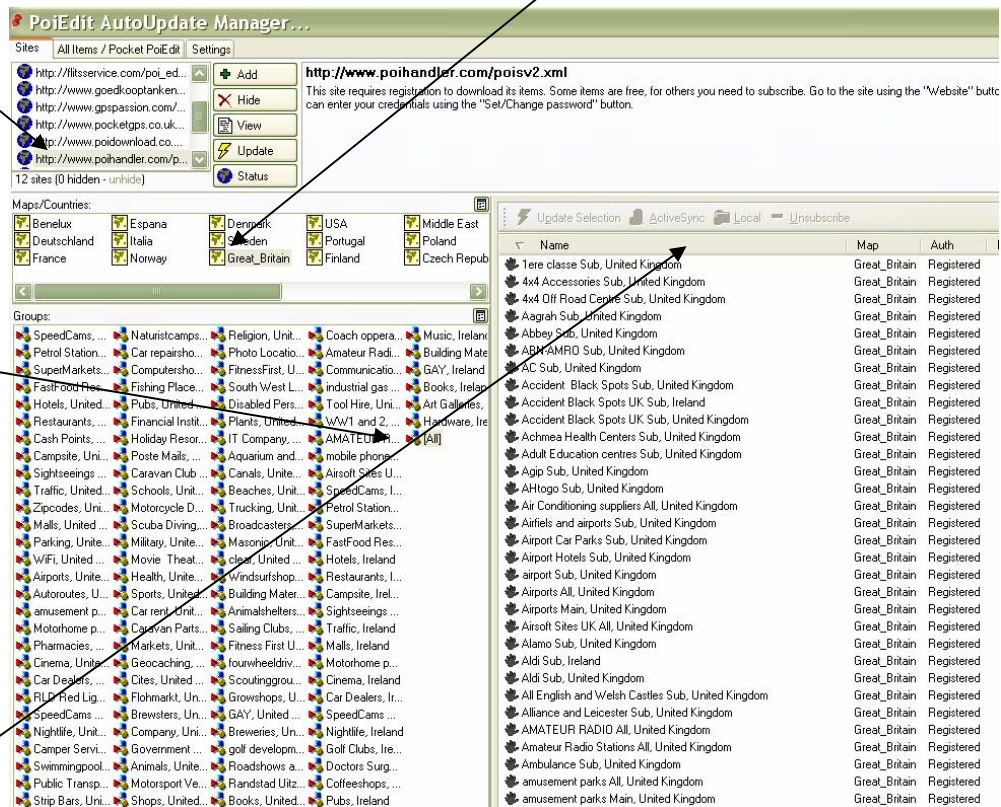 PoiEdit AutoUpdate Manager...
Sites All Items / Pocket PoiEdit Settings
http://flitsservice.com/poi_ed...
http://www.goedkooptanken...
http://www.gpspassion.com/...
http://www.pocketgps.co.uk...
http://www.poidownload.co....
http://www.poihandler.com/p...
12 sites (0 hidden - unhide)
Add
Hide
View
Update
Status
http://www.poihandler.com/poisv2.xml
This site requires registration to download its items. Some items are free, for others you need to subscribe. Go to the site using the "Website" butto
can enter your credentials using the "Set/Change password" button.
Maps/Countries:
Benelux Espana Denmark USA Middle East
Deutschland Italia Sweden Portugal Poland
France Norway Great_Britain Finland Czech Repub
Groups:
SpeedCams, ... Naturistcamps... Religion, Unit... Coach oppera... Music, Ireland
Petrol Station... Car repairsho... Photo Locatio... Amateur Radi... Building Mate
SuperMarkets... Computersho... FitnessFirst, U... Communicatio... GAY, Ireland
FastFood Res... Fishing Place... South West L... industrial gas ... Books, Irelan
Hotels, United... Pubs, United ... Disabled Pers... Tool Hire, Uni... Art Galleries,
Restaurants, ... Financial Instit... Plants, United... WW1 and 2, ... Hardware, Ire
Cash Points, ... Holiday Resor... IT Company, ... AMATEUR R... [All]
Campsite, Uni... Poste Mails, ... Aquarium and... mobile phone...
Sightseeings ... Caravan Club ... Canals, Unite... Airsoft Sites U...
Traffic, United... Schools, Unit... Beaches, Unit... SpeedCams, I...
Zipcodes, Uni... Motorcycle D... Trucking, Unit... Petrol Station...
Malls, United ... Scuba Diving,... Broadcasters... SuperMarkets...
Parking, Unite... Military, Unite... Masonic, Unit... FastFood Res...
WiFi, United ... Movie Theat... clear, United ... Hotels, Ireland
Airports, Unite... Health, Unite... Windsurfshop... Restaurants, I...
Autoroutes, U... Sports, United... Building Mater... Campsite, Irel...
amusement p... Car rent, Unit... Animalshelters... Sightseeings ...
Motorhome p... Caravan Parts... Sailing Clubs, ... Traffic, Ireland
Pharmacies, ... Markets, Unit... Fitness First U... Malls, Ireland
Cinema, Unite... Geocaching, ... fourwheeldriv... Motorhome p...
Car Dealers, ... Cites, United ... Scoutinggrou... Cinema, Ireland
RLD Red Lig... Flohmarkt, Un... Growshops, U... Car Dealers, Ir...
SpeedCams ... Brewsters, Un... GAY, United ... SpeedCams ...
Nightlife, Unit... Company, Uni... Breweries, Un... Nightlife, Ireland
Camper Servi... Government ... golf developm... Golf Clubs, Ire...
Swimmingpool... Animals, Unite... Roadshows a... Doctors Surg...
Public Transp... Motorsport Ve... Randstad Uitz... Coffeeshops, ...
Strip Bars, Uni... Shops, United... Books, United... Pubs, Ireland
Update Selection ActiveSync Local Unsubscribe
Name Map Auth
1ere classe Sub, United Kingdom Great_Britain Registered
4x4 Accessories Sub, United Kingdom Great_Britain Registered
4x4 Off Road Centre Sub, United Kingdom Great_Britain Registered
Aagrah Sub, United Kingdom Great_Britain Registered
Abbey Sub, United Kingdom Great_Britain Registered
ABN-AMRO Sub, United Kingdom Great_Britain Registered
AC Sub, United Kingdom Great_Britain Registered
Accident Black Spots Sub, United Kingdom Great_Britain Registered
Accident Black Spots UK Sub, Ireland Great_Britain Registered
Accident Black Spots UK Sub, United Kingdom Great_Britain Registered
Achmea Health Centers Sub, United Kingdom Great_Britain Registered
Adult Education centres Sub, United Kingdom Great_Britain Registered
Agip Sub, United Kingdom Great_Britain Registered
AHtogo Sub, United Kingdom Great_Britain Registered
Air Conditioning suppliers All, United Kingdom Great_Britain Registered
Airfiels and airports Sub, United Kingdom Great_Britain Registered
Airport Car Parks Sub, United Kingdom Great_Britain Registered
Airport Hotels Sub, United Kingdom Great_Britain Registered
airport Sub, United Kingdom Great_Britain Registered
Airports All, United Kingdom Great_Britain Registered
Airports Main, United Kingdom Great_Britain Registered
Airsoft Sites UK All, United Kingdom Great_Britain Registered
Alamo Sub, United Kingdom Great_Britain Registered
Aldi Sub, Ireland Great_Britain Registered
Aldi Sub, United Kingdom Great_Britain Registered
All English and Welsh Castles Sub, United Kingdom Great_Britain Registered
Alliance and Leicester Sub, United Kingdom Great_Britain Registered
AMATEUR RADIO All, United Kingdom Great_Britain Registered
Amateur Radio Stations All, United Kingdom Great_Britain Registered
Ambulance Sub, United Kingdom Great_Britain Registered
amusement parks All, United Kingdom Great_Britain Registered
amusement parks Main, United Kingdom Great_Britain Registered